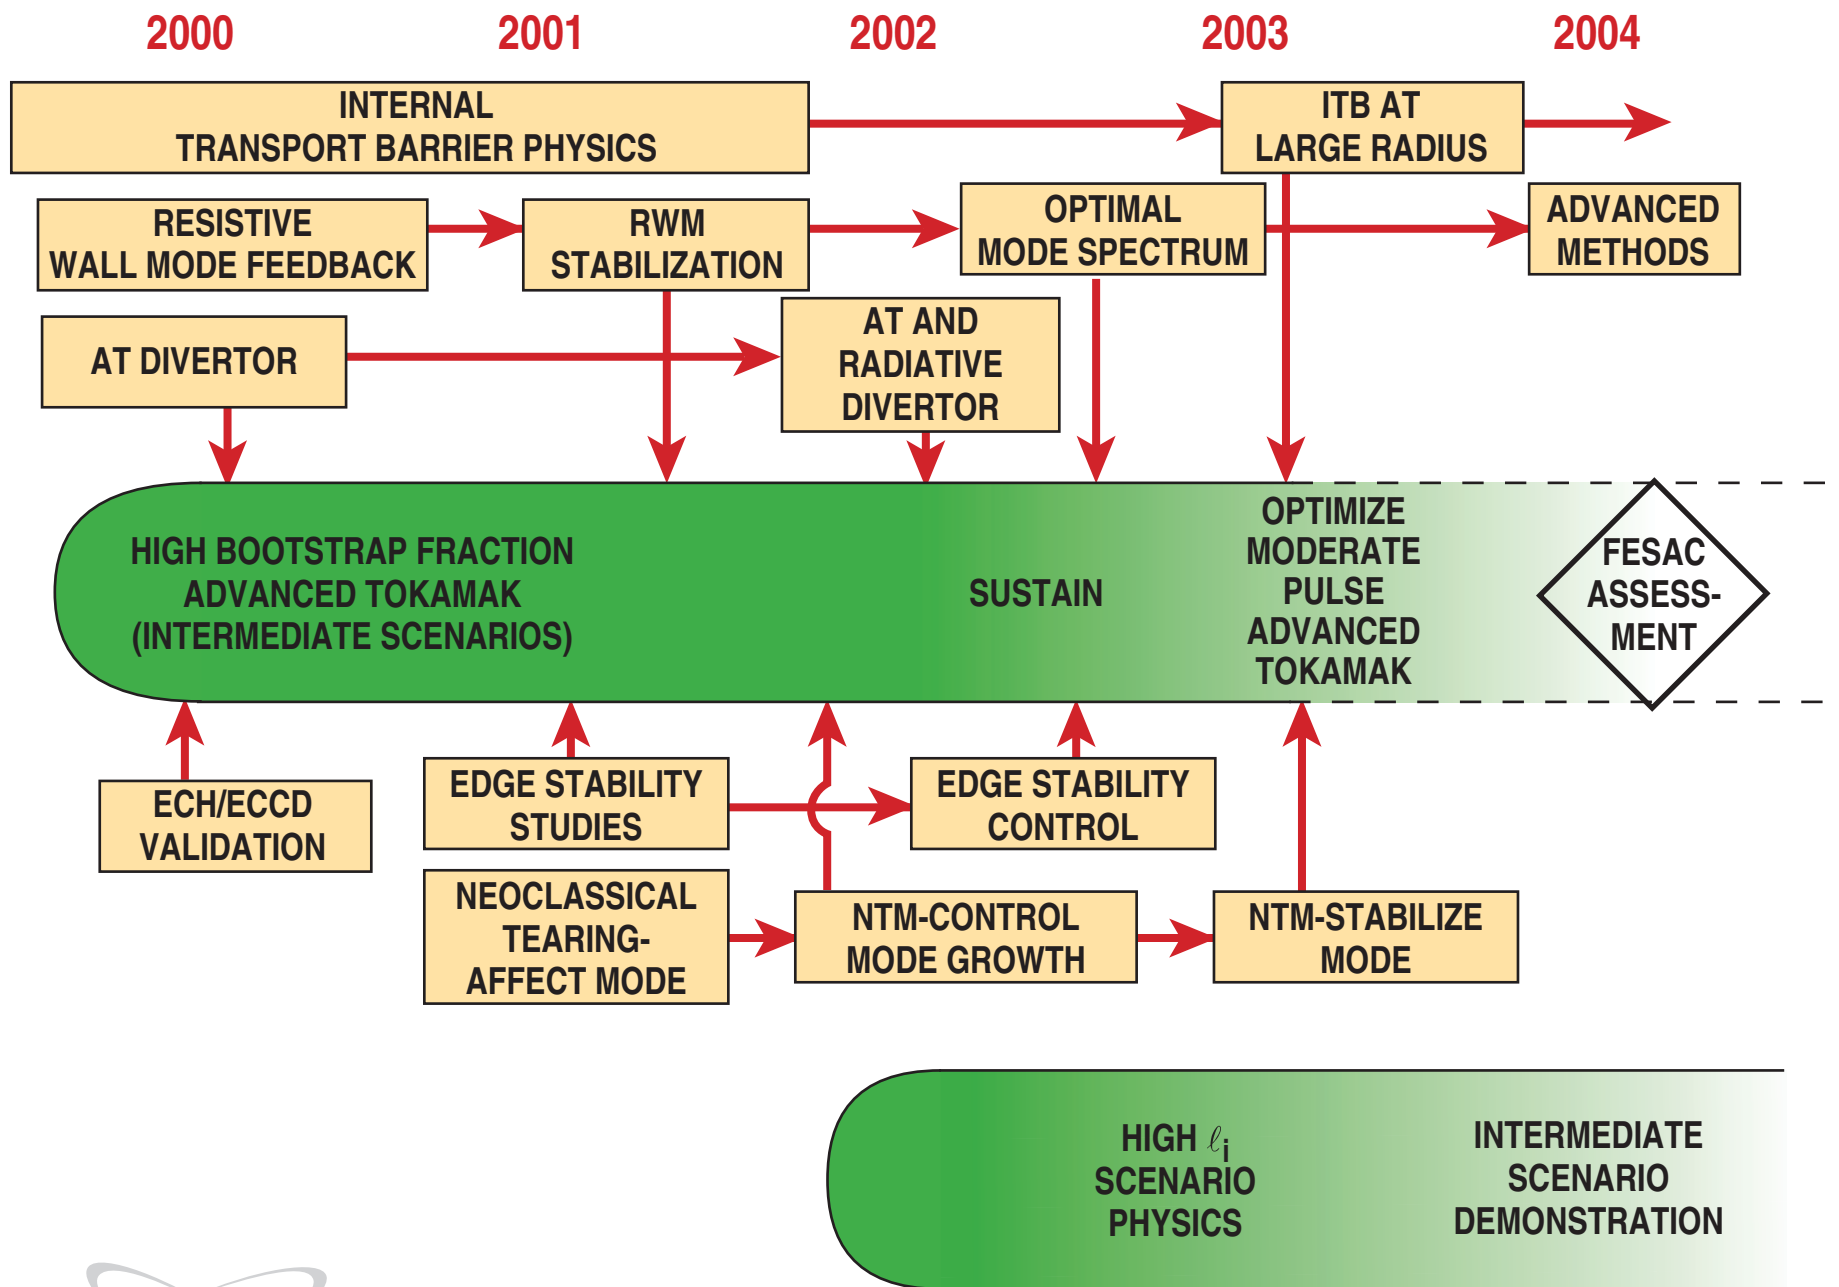 2000 2001 2002 2003 2004
INTERNAL
TRANSPORT BARRIER PHYSICS
ITB AT
LARGE RADIUS
RESISTIVE
WALL MODE FEEDBACK
RWM
STABILIZATION
OPTIMAL
MODE SPECTRUM
ADVANCED
METHODS
AT DIVERTOR
AT AND
RADIATIVE
DIVERTOR
HIGH BOOTSTRAP FRACTION
ADVANCED TOKAMAK
(INTERMEDIATE SCENARIOS)
SUSTAIN
OPTIMIZE
MODERATE
PULSE
ADVANCED
TOKAMAK
FESAC
ASSESS-
MENT
ECH/ECCD
VALIDATION
EDGE STABILITY
STUDIES
EDGE STABILITY
CONTROL
NEOCLASSICAL
TEARING-
AFFECT MODE
NTM-CONTROL
MODE GROWTH
NTM-STABILIZE
MODE
HIGH ℓi
SCENARIO
PHYSICS
INTERMEDIATE
SCENARIO
DEMONSTRATION